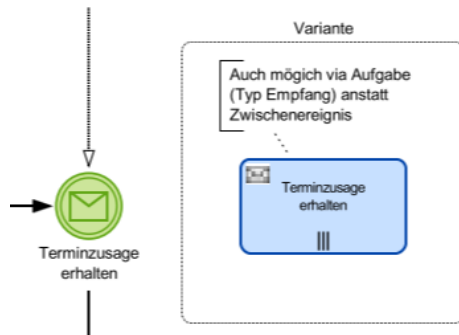 Variante
Auch mögich via Aufgabe
(Typ Empfang) anstatt
Zwischenereignis
Terminzusage
erhalten
Terminzusage
erhalten